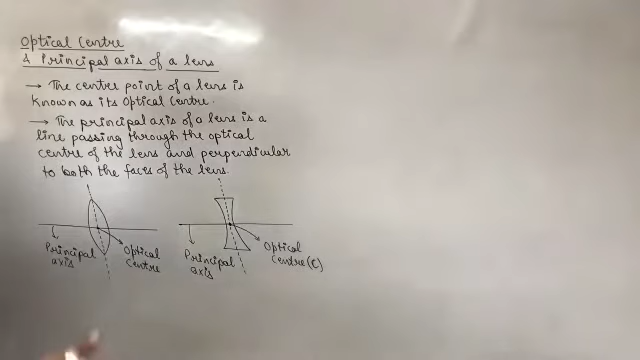 Optical Centre
& Principal axis of a lens
→ The centre point of a lens is
known as its Optical Centre.
→ The principal axis of a lens is a
line passing through the optical
centre of the lens and perpendicular
to both the faces of the lens.
Principal
axis
Optical
Centre
Principal
axis
Optical
Centre(C)